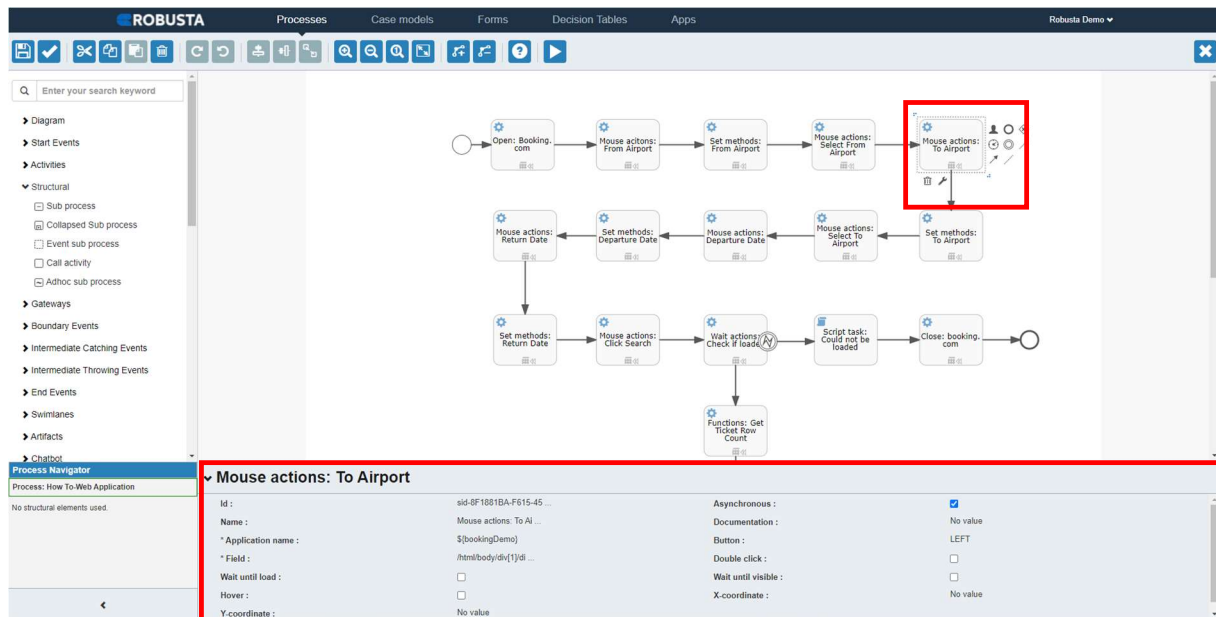 ROBUSTA
Processes
Case models
Forms
Decision Tables
Apps
Robusta Demo
Enter your search keyword
Diagram
Start Events
Activities
Structural
Sub process
Collapsed Sub process
Event sub process
Call activity
Adhoc sub process
Gateways
Boundary Events
Intermediate Catching Events
Intermediate Throwing Events
End Events
Swimlanes
Artifacts
Chatbot
Process Navigator
Process: How To-Web Application
No structural elements used.
Open: Booking.
com
Mouse acitons:
From Airport
Set methods:
From Airport
Mouse actions:
Select From
Airport
Mouse actions:
To Airport
Mouse actions:
Return Date
Set methods:
Departure Date
Mouse actions:
Departure Date
Mouse actions:
Select To
Airport
Set methods:
To Airport
Set methods:
Return Date
Mouse actions:
Click Search
Wait actions:
Check if loade
Script task:
Could not be
loaded
Close: booking.
com
Functions: Get
Ticket Row
Count
Mouse actions: To Airport
Id :
sid-8F1881BA-F615-45 ...
Asynchronous :
Name :
Mouse actions: To Ai ...
Documentation :
No value
* Application name :
${bookingDemo}
Button :
LEFT
* Field :
/html/body/div[1]/di ...
Double click :
Wait until load :
Wait until visible :
Hover :
X-coordinate :
No value
Y-coordinate :
No value